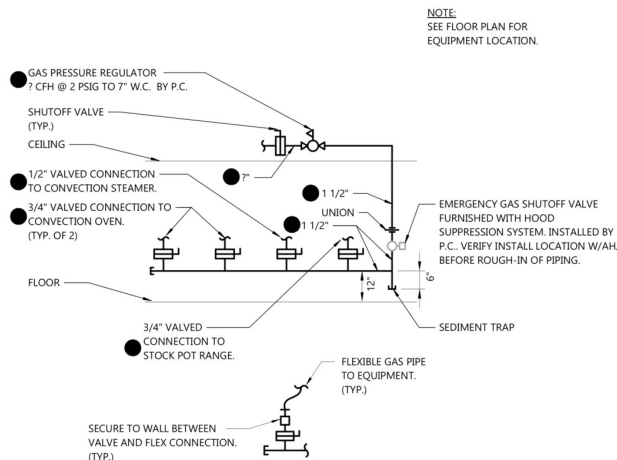 NOTE:
SEE FLOOR PLAN FOR
EQUIPMENT LOCATION.
GAS PRESSURE REGULATOR
? CFH @ 2 PSIG TO 7" W.C. BY P.C.
SHUTOFF VALVE
(TYP.)
CEILING
?"
1/2" VALVED CONNECTION
TO CONVECTION STEAMER.
3/4" VALVED CONNECTION TO
CONVECTION OVEN.
(TYP. OF 2)
1 1/2"
UNION
1 1/2"
EMERGENCY GAS SHUTOFF VALVE
FURNISHED WITH HOOD
SUPPRESSION SYSTEM. INSTALLED BY
P.C.. VERIFY INSTALL LOCATION W/AHJ
BEFORE ROUGH-IN OF PIPING.
FLOOR
12"
6"
3/4" VALVED
CONNECTION TO
STOCK POT RANGE.
SEDIMENT TRAP
FLEXIBLE GAS PIPE
TO EQUIPMENT.
(TYP.)
SECURE TO WALL BETWEEN
VALVE AND FLEX CONNECTION.
(TYP.)